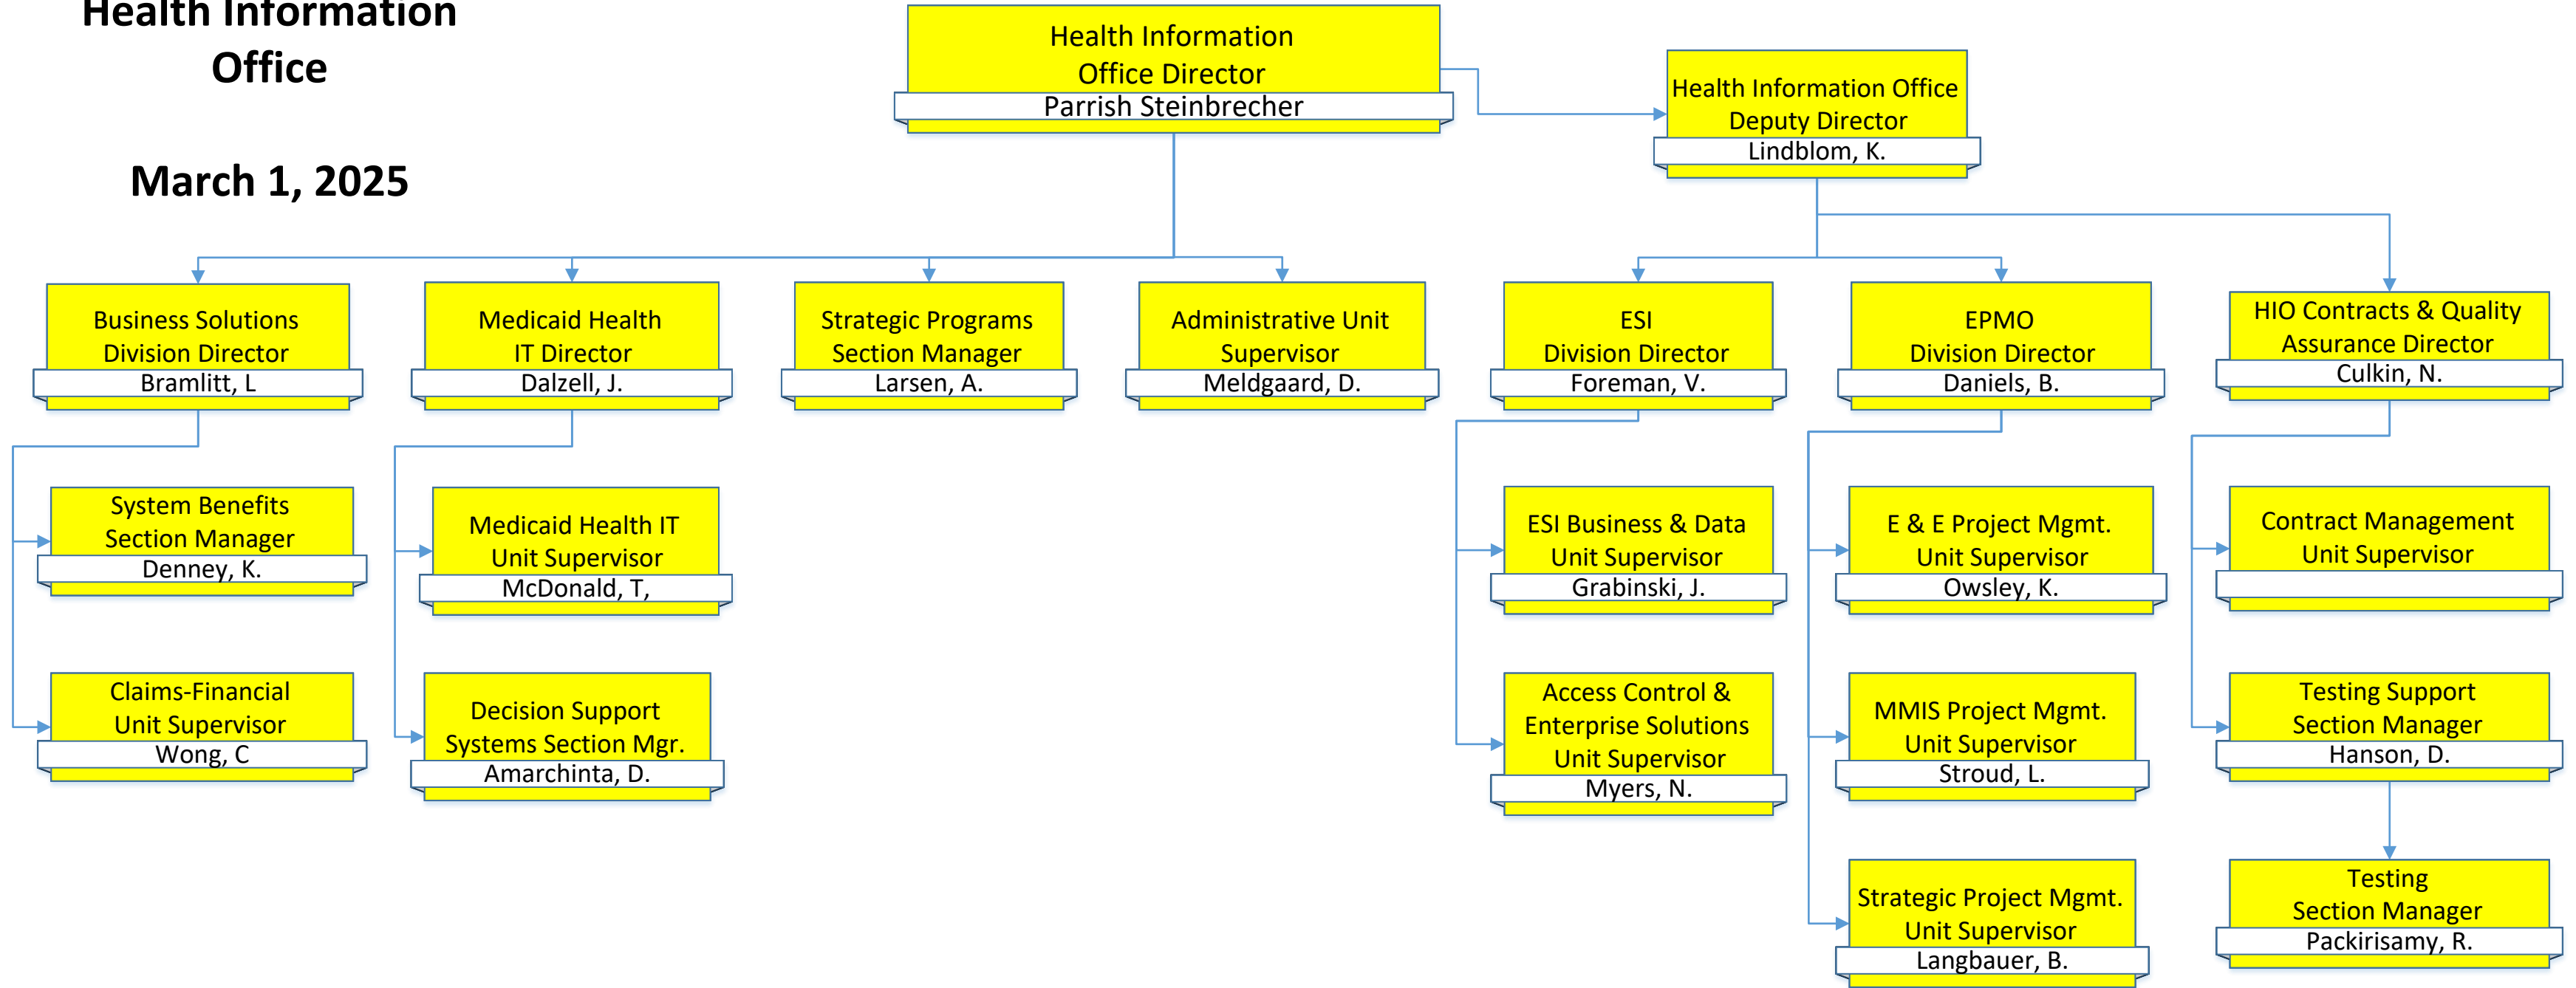 Health Information
Office
March 1, 2025
Health Information
Office Director
Parrish Steinbrecher
Health Information Office
Deputy Director
Lindblom, K.
Business Solutions
Division Director
Bramlitt, L
Medicaid Health
IT Director
Dalzell, J.
Strategic Programs
Section Manager
Larsen, A.
Administrative Unit
Supervisor
Meldgaard, D.
ESI
Division Director
Foreman, V.
EPMO
Division Director
Daniels, B.
HIO Contracts & Quality
Assurance Director
Culkin, N.
System Benefits
Section Manager
Denney, K.
Medicaid Health IT
Unit Supervisor
McDonald, T,
ESI Business & Data
Unit Supervisor
Grabinski, J.
E & E Project Mgmt.
Unit Supervisor
Owsley, K.
Contract Management
Unit Supervisor
Claims-Financial
Unit Supervisor
Wong, C
Decision Support
Systems Section Mgr.
Amarchinta, D.
Access Control &
Enterprise Solutions
Unit Supervisor
Myers, N.
MMIS Project Mgmt.
Unit Supervisor
Stroud, L.
Testing Support
Section Manager
Hanson, D.
Strategic Project Mgmt.
Unit Supervisor
Langbauer, B.
Testing
Section Manager
Packirisamy, R.